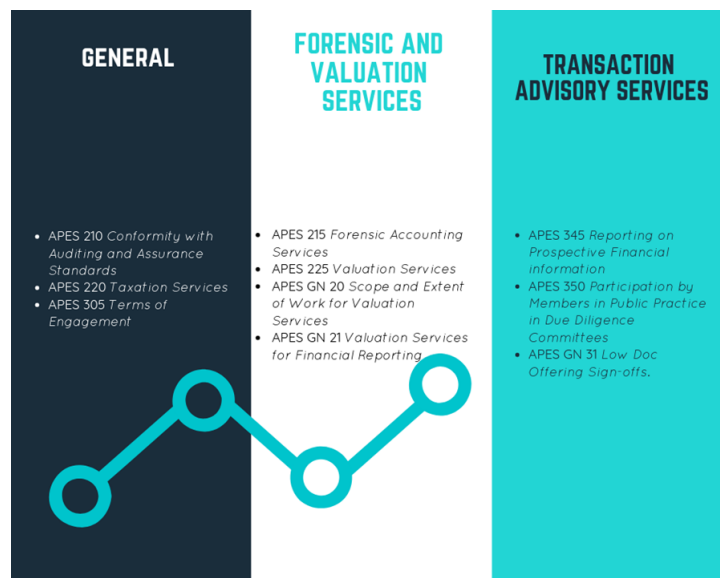 GENERAL
• APES 210 Conformity with
Auditing and Assurance
Standards
• APES 220 Taxation Services
• APES 305 Terms of
Engagement
FORENSIC AND
VALUATION
SERVICES
• APES 215 Forensic Accounting
Services
• APES 225 Valuation Services
• APES GN 20 Scope and Extent
of Work for Valuation
Services
• APES GN 21 Valuation Services
for Financial Reporting
TRANSACTION
ADVISORY SERVICES
• APES 345 Reporting on
Prospective Financial
information
• APES 350 Participation by
Members in Public Practice
in Due Diligence
Committees
• APES GN 31 Low Doc
Offering Sign-offs.